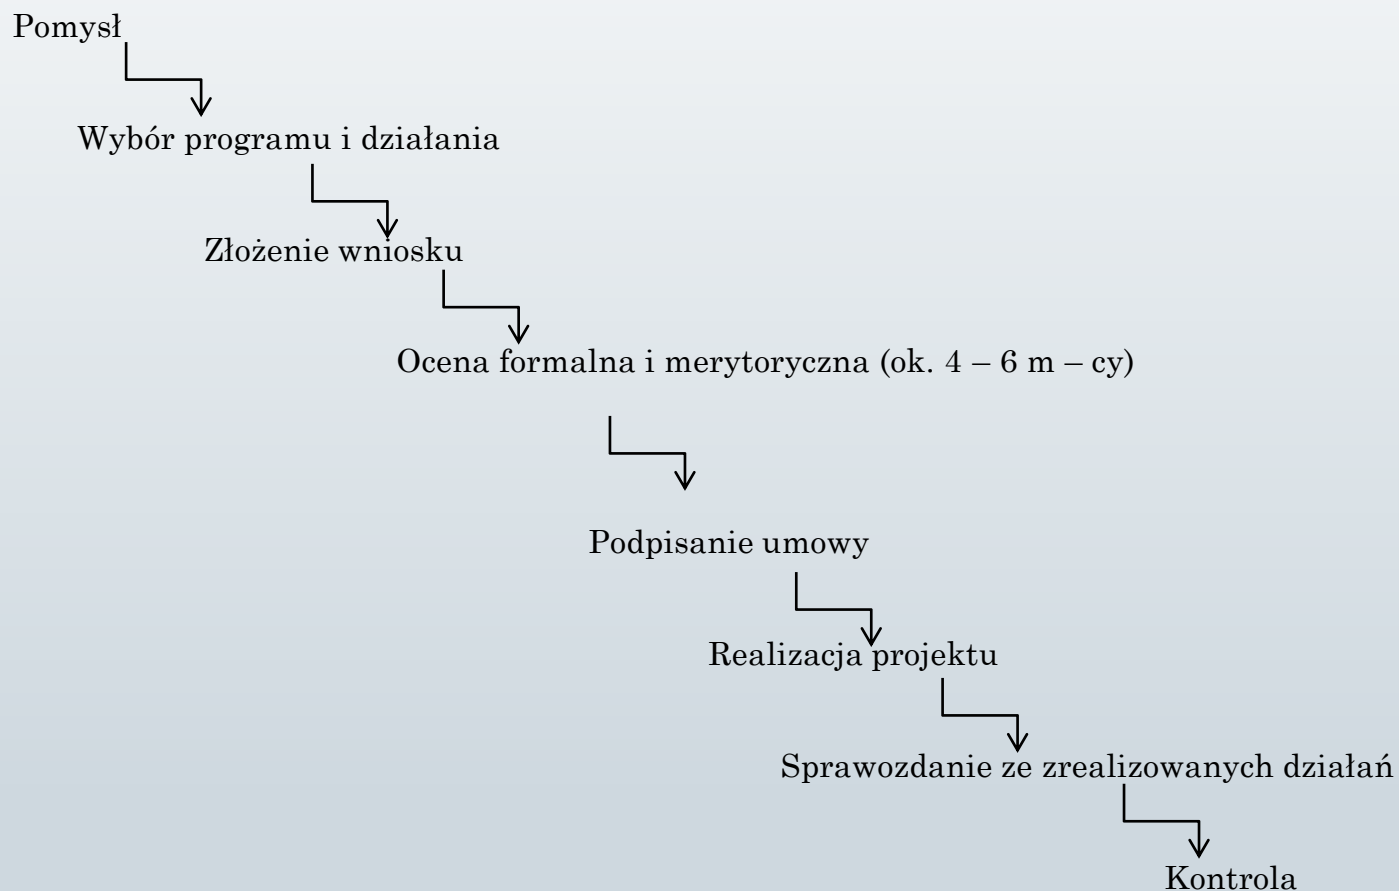 Pomysł
Wybór programu i działania
Złożenie wniosku
Ocena formalna i merytoryczna (ok. 4 – 6 m – cy)
Podpisanie umowy
Realizacja projektu
Sprawozdanie ze zrealizowanych działań
Kontrola